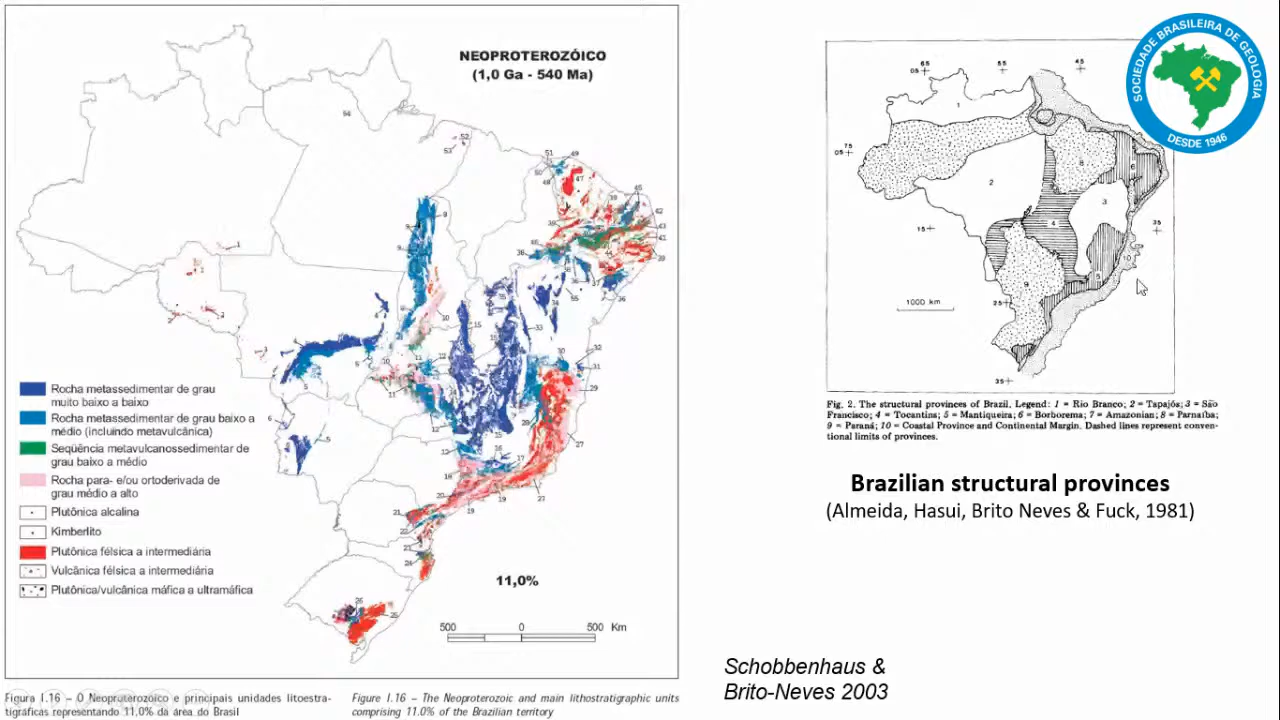 NEOPROTEROZÓICO
(1,0 Ga - 540 Ma)
Rocha metassedimentar de grau
muito baixo a baixo
Rocha metassedimentar de grau baixo a
médio (incluindo metavulcânica)
Seqüência metavulcanossedimentar de
grau baixo a médio
Rocha para- e/ou ortoderivada de
grau médio a alto
Plutônica alcalina
Kimberlito
Plutônica félsica a intermediária
Vulcânica félsica a intermediária
Plutônica/vulcânica máfica a ultramáfica
11,0%
500 0 500 Km
Figura I.16 – O Neoproterozóico e principais unidades litoestra-
tigráficas representando 11,0% da área do Brasil
Figure I.16 – The Neoproterozoic and main lithostratigraphic units
comprising 11.0% of the Brazilian territory
SOCIEDADE BRASILEIRA DE GEOLOGIA
DESDE 1946
1000 km
Fig. 2. The structural provinces of Brazil. Legend: 1 = Rio Branco; 2 = Tapajós; 3 = São
Francisco; 4 = Tocantins; 5 = Mantiqueira; 6 = Borborema; 7 = Amazonian; 8 = Parnaíba;
9 = Paraná; 10 = Coastal Province and Continental Margin. Dashed lines represent conven-
tional limits of provinces.
Brazilian structural provinces
(Almeida, Hasui, Brito Neves & Fuck, 1981)
Schobbenhaus &
Brito-Neves 2003